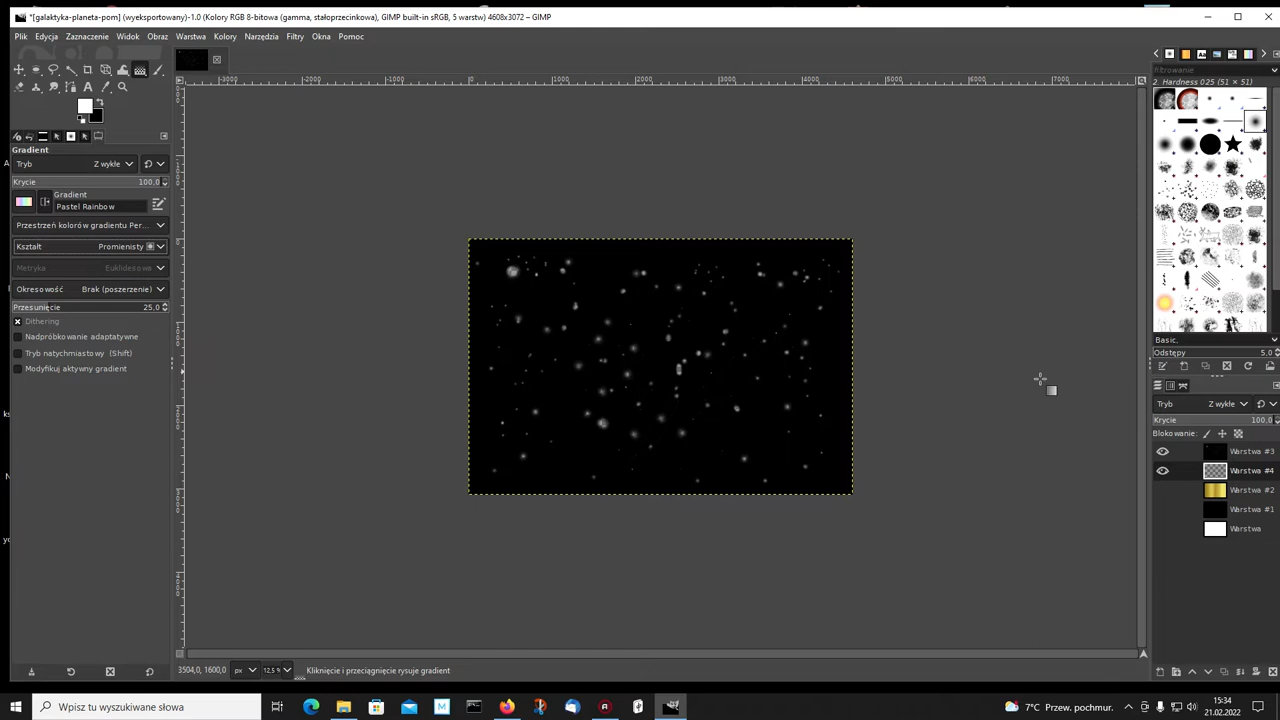 *[galaktyka-planeta-pom] (wyeksportowany)-1.0 (Kolory RGB 8-bitowa (gamma, stałoprzecinkowa), GIMP built-in sRGB, 5 warstw) 4608x3072 – GIMP
Plik Edycja Zaznaczenie Widok Obraz Warstwa Kolory Narzędzia Filtry Okna Pomoc
filtrowanie
2. Hardness 025 (51 × 51)
Gradient
Tryb Z wykłe
Krycie 100,0
Gradient
Pastel Rainbow
Przestrzeń kolorów gradientu Per...
Kształt Promienisty
Metryka Euklidesowa
Okresowość Brak (poszerzenie)
Przesunięcie 25,0
Dithering
Nadpróbkowanie adaptatywne
Tryb natychmiastowy (Shift)
Modyfikuj aktywny gradient
Basic,
Odstępy 5,0
Tryb Z wykłe
Krycie 100,0
Blokowanie:
Warstwa #3
Warstwa #4
Warstwa #2
Warstwa #1
Warstwa
3504,0, 1600,0 px 12,5 % Kliknięcie i przeciągnięcie rysuje gradient
Wpisz tu wyszukiwane słowa
7°C Przew. pochmur.
15:34
21.02.2022